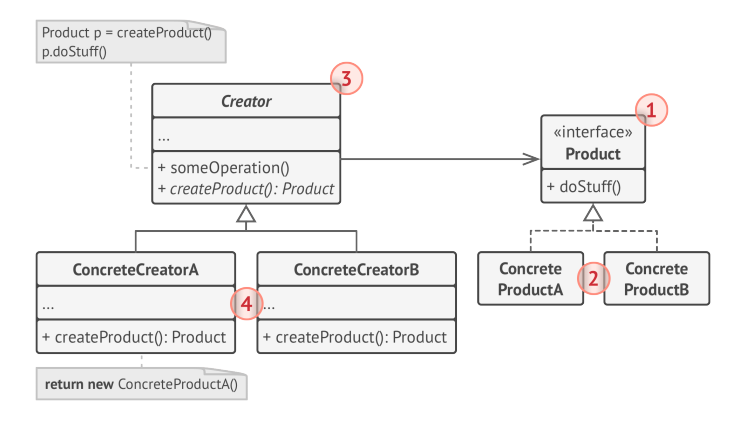 Product p = createProduct()
p.doStuff()
3
Creator
...
+ someOperation()
+ createProduct(): Product
1
«interface»
Product
+ doStuff()
ConcreteCreatorA
...
+ createProduct(): Product
4
ConcreteCreatorB
...
+ createProduct(): Product
Concrete
ProductA
2
Concrete
ProductB
return new ConcreteProductA()